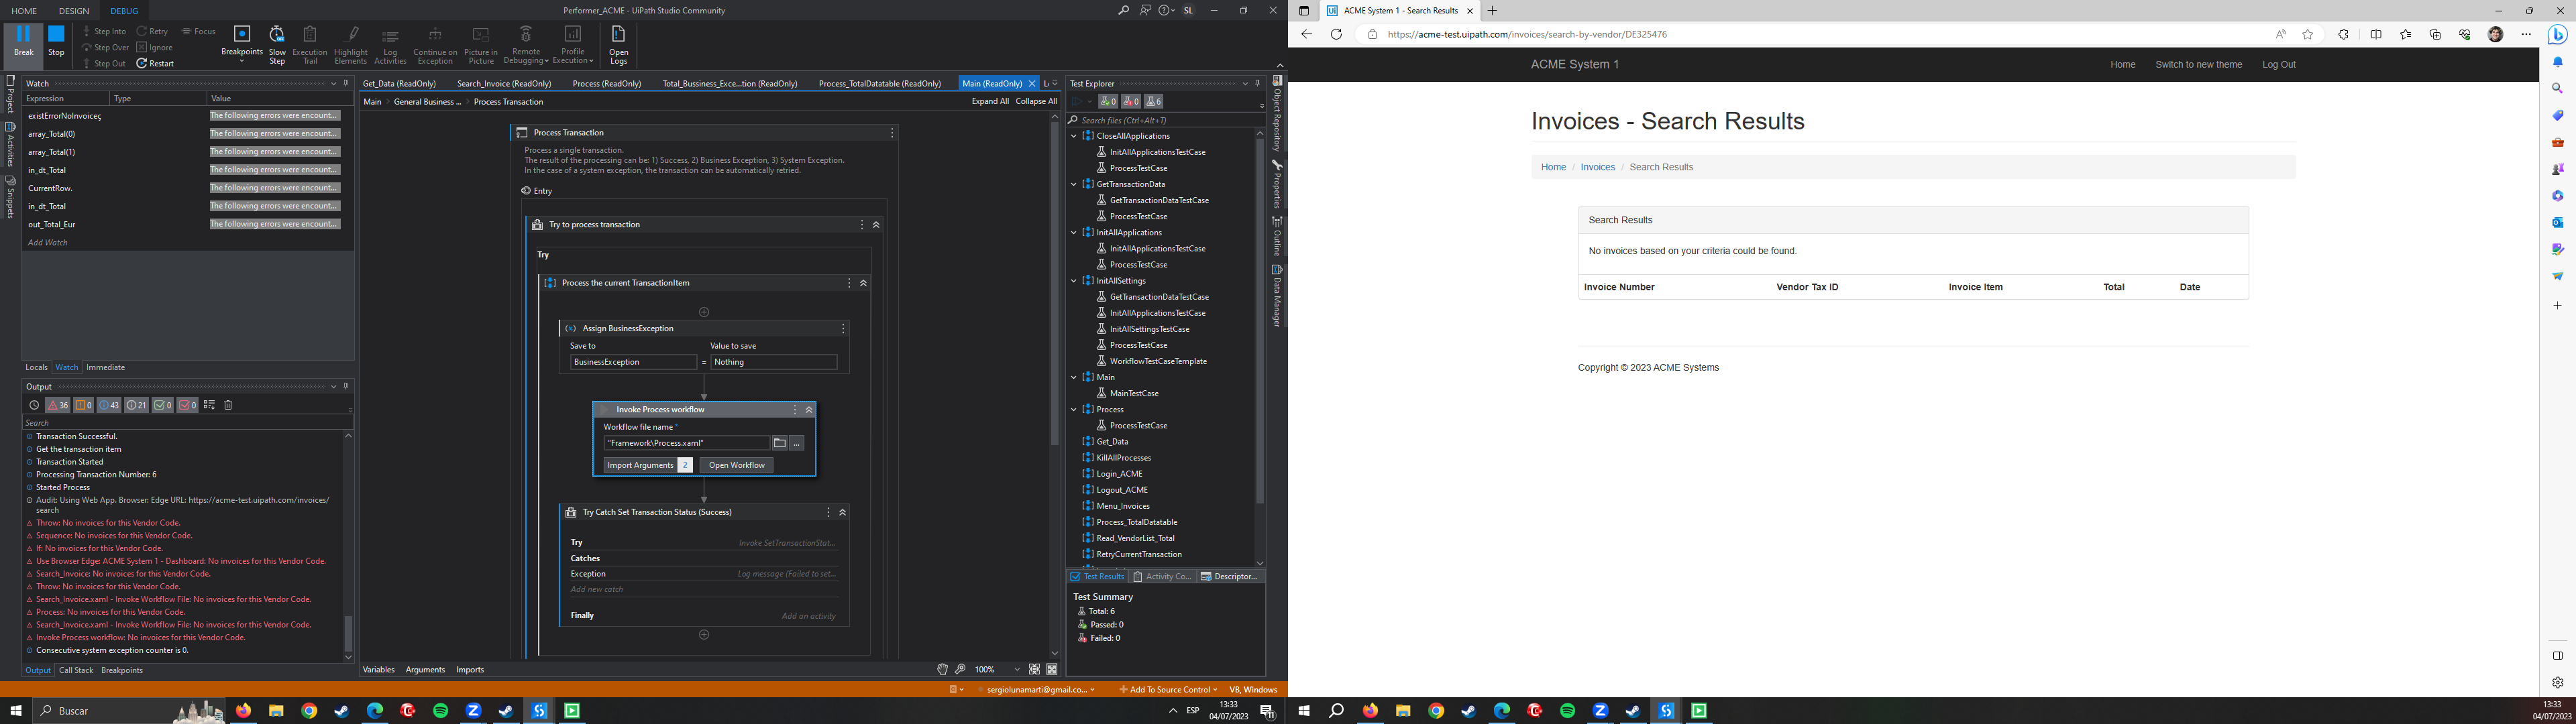 HOME DESIGN DEBUG Performer_ACME - UiPath Studio Community SL
Break Stop Step Into Step Over Step Out Retry Ignore Restart Focus Breakpoints Slow Step Execution Trail Highlight Elements Log Activities Continue on Exception Picture in Picture Remote Debugging Profile Execution Open Logs
Project
Activities
Snippets
Watch
Expression Type Value
existErrorNoInvoiceç The following errors were encount...
array_Total(0) The following errors were encount...
array_Total(1) The following errors were encount...
in_dt_Total The following errors were encount...
CurrentRow. The following errors were encount...
in_dt_Total The following errors were encount...
out_Total_Eur The following errors were encount...
Add Watch
Locals Watch Immediate
Output
36 0 43 21 0 0
Search
Transaction Successful.
Get the transaction item
Transaction Started
Processing Transaction Number: 6
Started Process
Audit: Using Web App. Browser: Edge URL: https://acme-test.uipath.com/invoices/
search
Throw: No invoices for this Vendor Code.
Sequence: No invoices for this Vendor Code.
If: No invoices for this Vendor Code.
Use Browser Edge: ACME System 1 - Dashboard: No invoices for this Vendor Code.
Search_Invoice: No invoices for this Vendor Code.
Throw: No invoices for this Vendor Code.
Search_Invoice.xaml - Invoke Workflow File: No invoices for this Vendor Code.
Process: No invoices for this Vendor Code.
Search_Invoice.xaml - Invoke Workflow File: No invoices for this Vendor Code.
Invoke Process workflow: No invoices for this Vendor Code.
Consecutive system exception counter is 0.
Output Call Stack Breakpoints
Get_Data (ReadOnly) Search_Invoice (ReadOnly) Process (ReadOnly) Total_Bussiness_Exce...tion (ReadOnly) Process_TotalDatatable (ReadOnly) Main (ReadOnly)
Main General Business ... Process Transaction Expand All Collapse All
Process Transaction
Process a single transaction.
The result of the processing can be: 1) Success, 2) Business Exception, 3) System Exception.
In the case of a system exception, the transaction can be automatically retried.
Entry
Try to process transaction
Try
Process the current TransactionItem
Assign BusinessException
Save to Value to save
BusinessException = Nothing
Invoke Process workflow
Workflow file name *
"Framework\Process.xaml" ...
Import Arguments 2 Open Workflow
Try Catch Set Transaction Status (Success)
Try Invoke SetTransactionStat...
Catches
Exception Log message (Failed to set...
Add new catch
Finally Add an activity
Variables Arguments Imports 100%
Test Explorer
0 0 6
Search files (Ctrl+Alt+T)
CloseAllApplications
InitAllApplicationsTestCase
ProcessTestCase
GetTransactionData
GetTransactionDataTestCase
ProcessTestCase
InitAllApplications
InitAllApplicationsTestCase
ProcessTestCase
InitAllSettings
GetTransactionDataTestCase
InitAllApplicationsTestCase
InitAllSettingsTestCase
ProcessTestCase
WorkflowTestCaseTemplate
Main
MainTestCase
Process
ProcessTestCase
Get_Data
KillAllProcesses
Login_ACME
Logout_ACME
Menu_Invoices
Process_TotalDatatable
Read_VendorList_Total
RetryCurrentTransaction
Test Results Activity Co... Descriptor...
Test Summary
Total: 6
Passed: 0
Failed: 0
Object Repository
Properties
Outline
Data Manager
sergiolunamarti@gmail.co... Add To Source Control VB, Windows
Buscar
ESP 13:33
04/07/2023
ACME System 1 - Search Results
https://acme-test.uipath.com/invoices/search-by-vendor/DE325476
ACME System 1 Home Switch to new theme Log Out
Invoices - Search Results
Home / Invoices / Search Results
Search Results
No invoices based on your criteria could be found.
Invoice Number Vendor Tax ID Invoice Item Total Date
Copyright © 2023 ACME Systems
13:33
04/07/2023